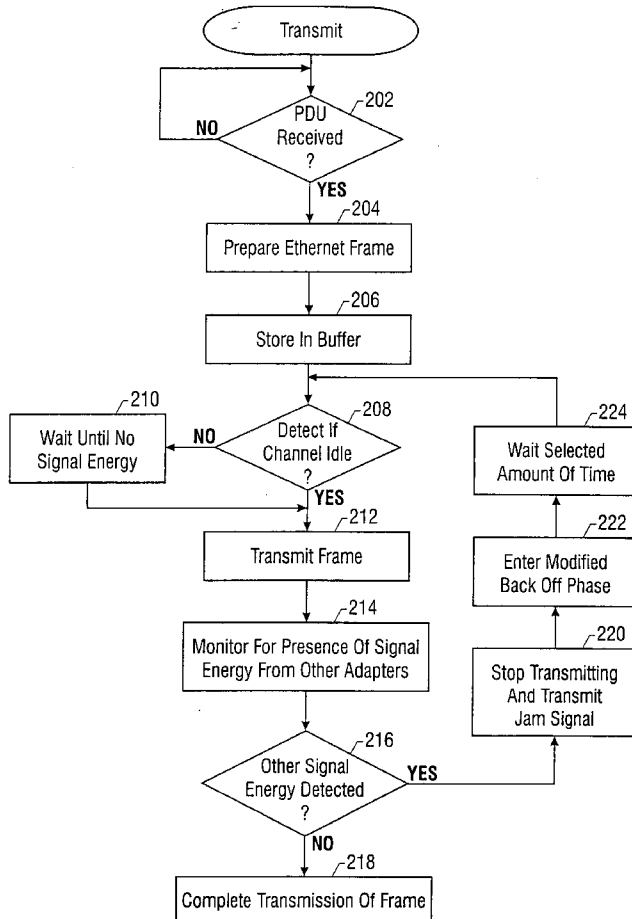 Transmit
202
PDU
Received
?
NO
YES
204
Prepare Ethernet Frame
206
Store In Buffer
208
Detect If
Channel Idle
?
NO
YES
210
Wait Until No
Signal Energy
212
Transmit Frame
214
Monitor For Presence Of Signal
Energy From Other Adapters
216
Other Signal
Energy Detected
?
YES
NO
218
Complete Transmission Of Frame
220
Stop Transmitting
And Transmit
Jam Signal
222
Enter Modified
Back Off Phase
224
Wait Selected
Amount Of Time